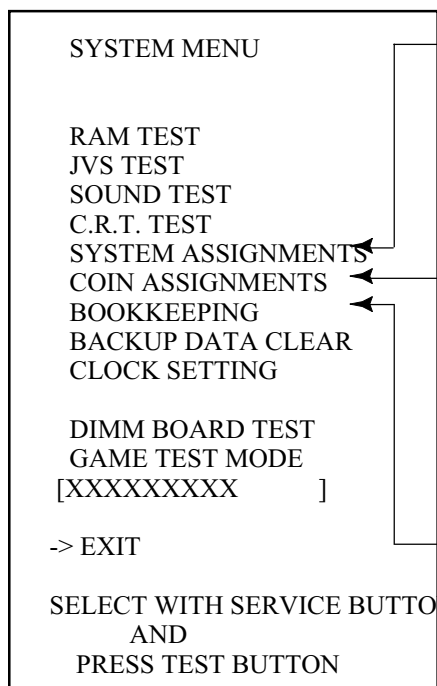 SYSTEM MENU
RAM TEST
JVS TEST
SOUND TEST
C.R.T. TEST
SYSTEM ASSIGNMENTS
COIN ASSIGNMENTS
BOOKKEEPING
BACKUP DATA CLEAR
CLOCK SETTING
DIMM BOARD TEST
GAME TEST MODE
[XXXXXXXXX ]
-> EXIT
SELECT WITH SERVICE BUTTO
AND
PRESS TEST BUTTON